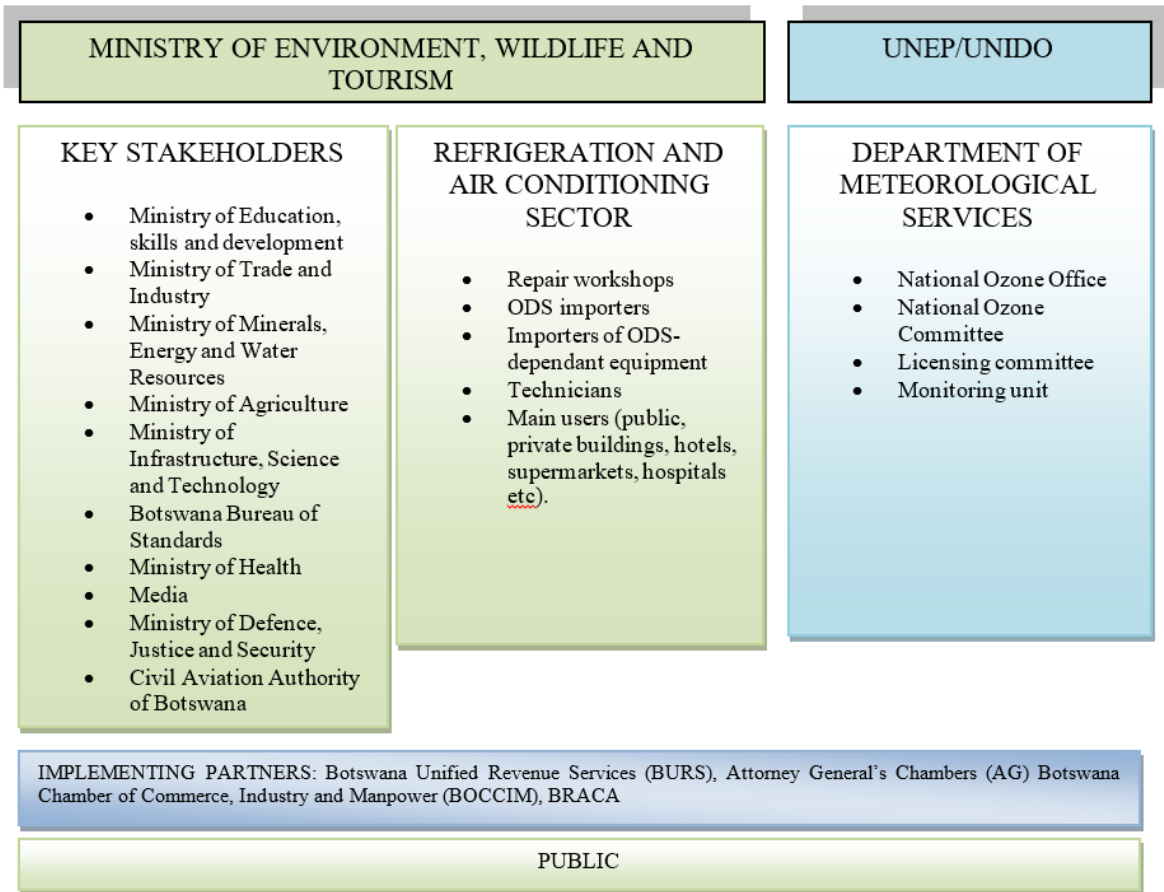 MINISTRY OF ENVIRONMENT, WILDLIFE AND
TOURISM
UNEP/UNIDO
KEY STAKEHOLDERS
• Ministry of Education,
skills and development
• Ministry of Trade and
Industry
• Ministry of Minerals,
Energy and Water
Resources
• Ministry of Agriculture
• Ministry of
Infrastructure, Science
and Technology
• Botswana Bureau of
Standards
• Ministry of Health
• Media
• Ministry of Defence,
Justice and Security
• Civil Aviation Authority
of Botswana
REFRIGERATION AND
AIR CONDITIONING
SECTOR
• Repair workshops
• ODS importers
• Importers of ODS-
dependant equipment
• Technicians
• Main users (public,
private buildings, hotels,
supermarkets, hospitals
etc).
DEPARTMENT OF
METEOROLOGICAL
SERVICES
• National Ozone Office
• National Ozone
Committee
• Licensing committee
• Monitoring unit
IMPLEMENTING PARTNERS: Botswana Unified Revenue Services (BURS), Attorney General’s Chambers (AG) Botswana
Chamber of Commerce, Industry and Manpower (BOCCIM), BRACA
PUBLIC